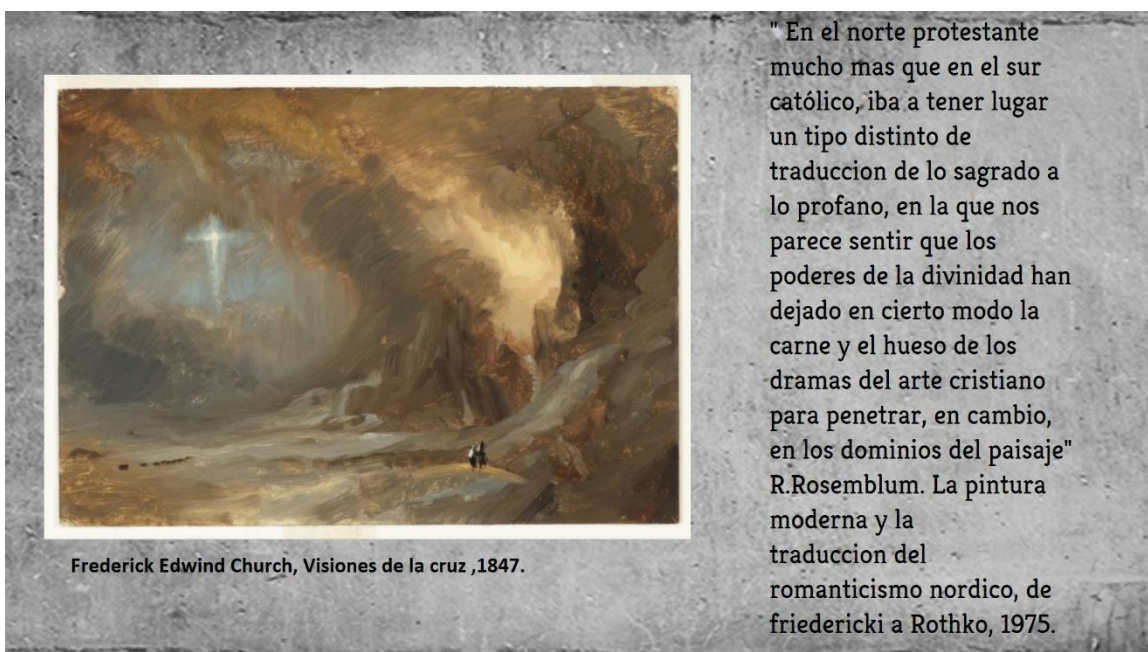 " En el norte protestante
mucho mas que en el sur
católico, iba a tener lugar
un tipo distinto de
traduccion de lo sagrado a
lo profano, en la que nos
parece sentir que los
poderes de la divinidad han
dejado en cierto modo la
carne y el hueso de los
dramas del arte cristiano
para penetrar, en cambio,
en los dominios del paisaje"
R.Rosemblum. La pintura
moderna y la
traduccion del
romanticismo nordico, de
friedericki a Rothko, 1975.
Frederick Edwind Church, Visiones de la cruz ,1847.